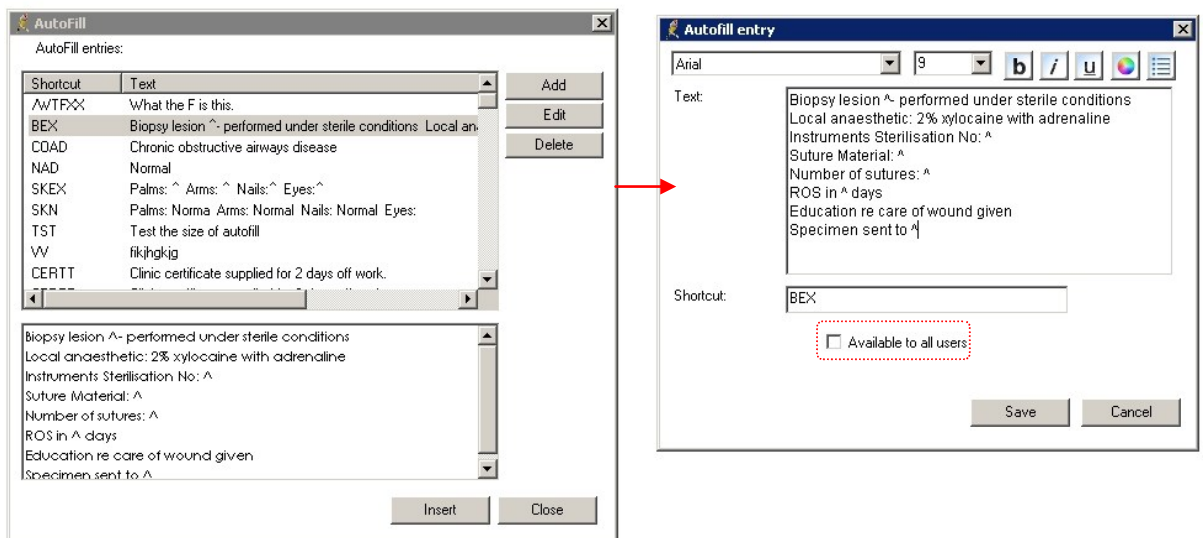 AutoFill
AutoFill entries:
Shortcut Text
/WTFXX What the F is this.
BEX Biopsy lesion ^- performed under sterile conditions Local an
COAD Chronic obstructive airways disease
NAD Normal
SKEX Palms: ^ Arms: ^ Nails:^ Eyes:^
SKN Palms: Norma Arms: Normal Nails: Normal Eyes:
TST Test the size of autofill
VV fikjhgkjg
CERTT Clinic certificate supplied for 2 days off work.
Add
Edit
Delete
Biopsy lesion ^- performed under sterile conditions
Local anaesthetic: 2% xylocaine with adrenaline
Instruments Sterilisation No: ^
Suture Material: ^
Number of sutures: ^
ROS in ^ days
Education re care of wound given
Specimen sent to ^
Insert Close
Autofill entry
Arial 9 b i u
Text:
Biopsy lesion ^- performed under sterile conditions
Local anaesthetic: 2% xylocaine with adrenaline
Instruments Sterilisation No: ^
Suture Material: ^
Number of sutures: ^
ROS in ^ days
Education re care of wound given
Specimen sent to ^
Shortcut: BEX
Available to all users
Save Cancel